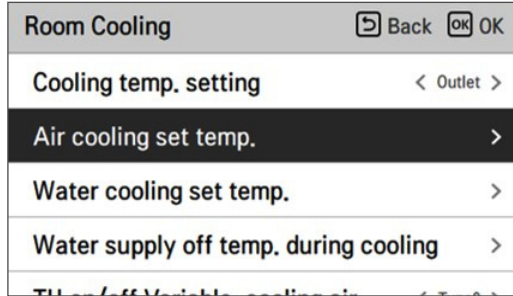 Room Cooling Back OK OK
Cooling temp. setting < Outlet >
Air cooling set temp. >
Water cooling set temp. >
Water supply off temp. during cooling >